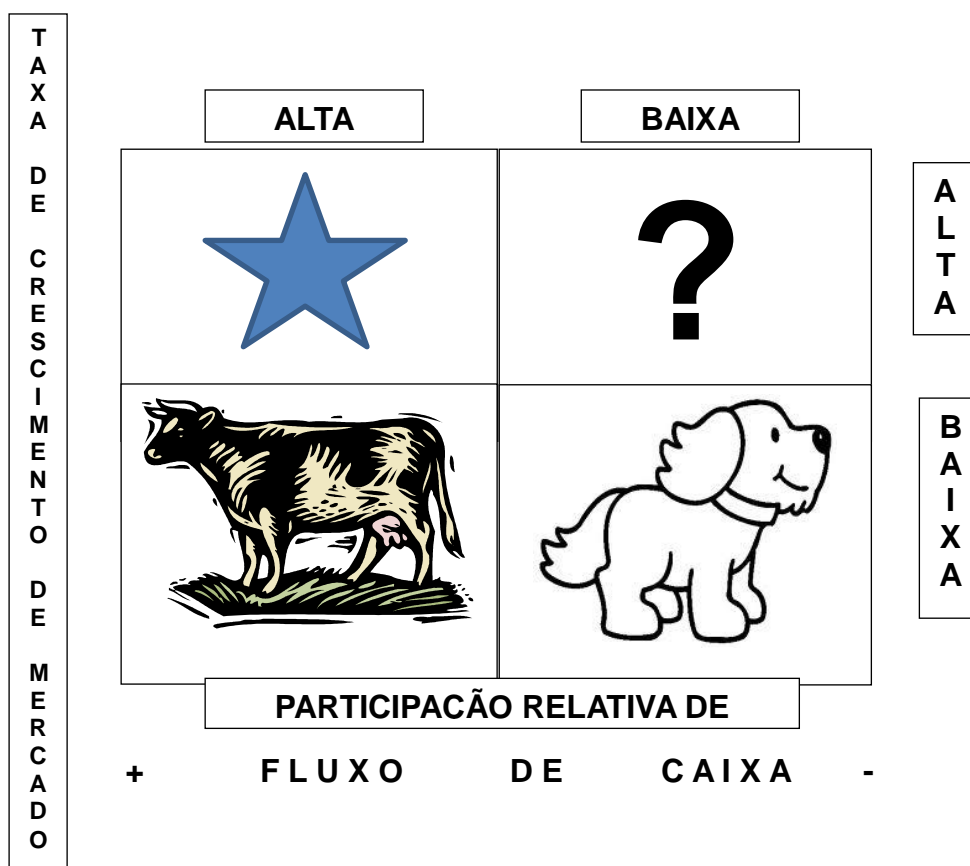 TAXA DE CRESCIMENTO DE MERCADO
ALTA
BAIXA
?
ALTA
BAIXA
PARTICIPACÃO RELATIVA DE
+ FLUXO DE CAIXA -